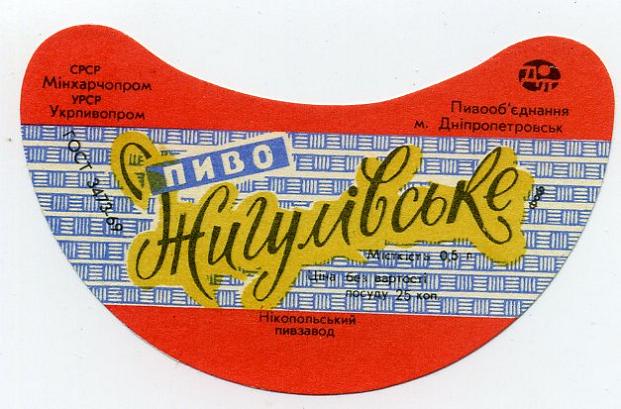 СРСР
Мінхарчопром
УРСР
Укрпивопром
Пивооб'єднання
м. Дніпропетровськ
ГОСТ 3473-69
ЦЕ
ПИВО
Жигулівське
Місткість 0,5 л
Ціна без вартості
посуду 25 коп.
Нікопольський
пивзавод